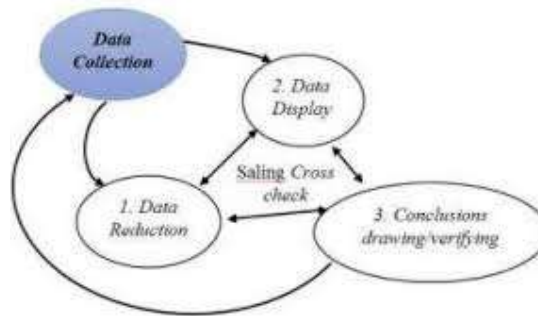 Data
Collection
2. Data
Display
Saling Cross
check
1. Data
Reduction
3. Conclusions
drawing/verifying